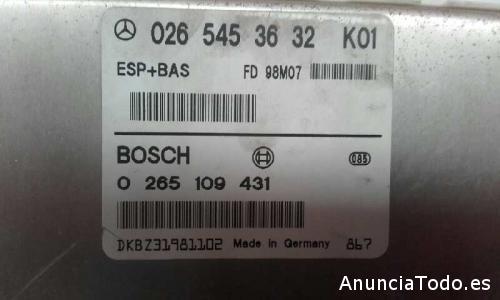 026 545 36 32 K01
ESP+BAS FD 98M07
BOSCH 085
0 265 109 431
DKBZ31981102 Made in Germany 867
AnunciaTodo.es